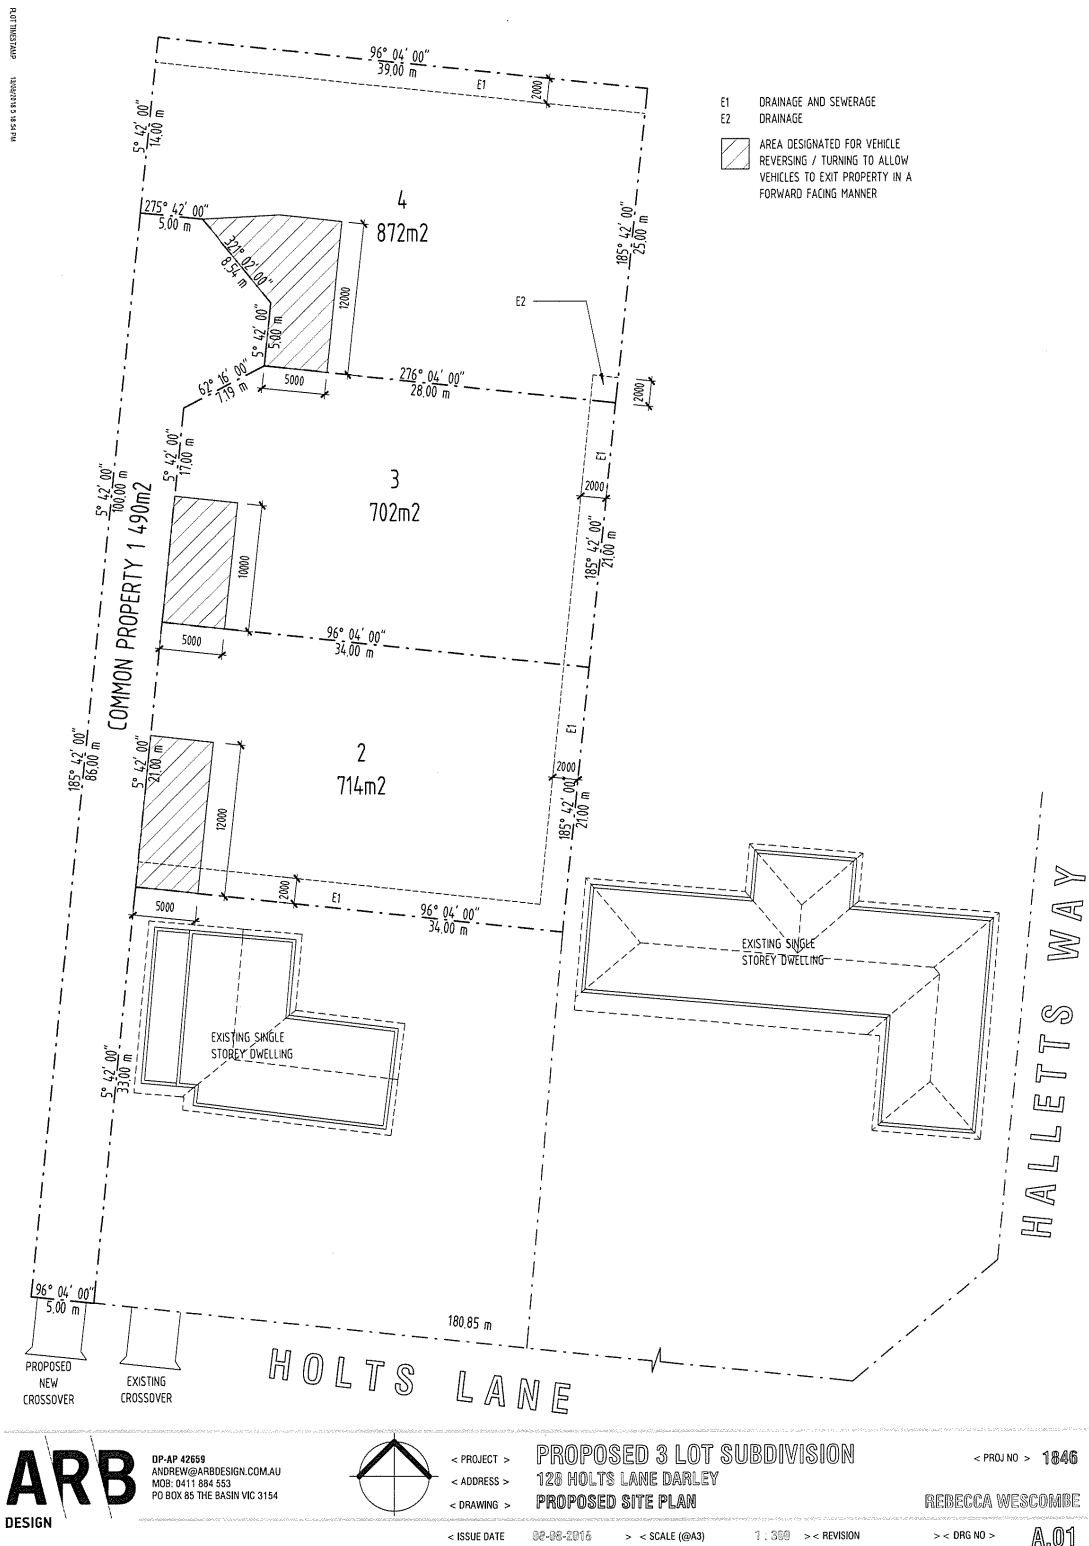 PLOT TIMESTAMP
96° 04' 00"
39.00 m
E1
2000
5° 42' 00"
14.00 m
E1 DRAINAGE AND SEWERAGE
E2 DRAINAGE
AREA DESIGNATED FOR VEHICLE
REVERSING / TURNING TO ALLOW
VEHICLES TO EXIT PROPERTY IN A
FORWARD FACING MANNER
4
872m2
275° 42' 00"
5.00 m
321° 02' 00"
8.54 m
185° 42' 00"
25.00 m
12000
E2
5° 42' 00"
5.00 m
62° 16' 00"
7.19 m
5000
276° 04' 00"
28.00 m
2000
5° 42' 00"
17.00 m
E1
3
702m2
2000
5° 42' 00"
100.00 m
COMMON PROPERTY 1 490m2
10000
185° 42' 00"
21.00 m
5000
96° 04' 00"
34.00 m
E1
2
714m2
185° 42' 00"
86.00 m
5° 42' 00"
21.00 m
2000
12000
185° 42' 00"
21.00 m
2000
E1
5000
96° 04' 00"
34.00 m
EXISTING SINGLE
STOREY DWELLING
EXISTING SINGLE
STOREY DWELLING
HALLETTS WAY
5° 42' 00"
33.00 m
96° 04' 00"
5.00 m
180.85 m
PROPOSED
NEW
CROSSOVER
EXISTING
CROSSOVER
HOLTS LANE
ARB
DESIGN
DP-AP 42659
ANDREW@ARBDESIGN.COM.AU
MOB: 0411 884 553
PO BOX 85 THE BASIN VIC 3154
< PROJECT > PROPOSED 3 LOT SUBDIVISION
< ADDRESS > 128 HOLTS LANE DARLEY
< DRAWING > PROPOSED SITE PLAN
< PROJ NO > 1846
REBECCA WESCOMBE
< ISSUE DATE > < SCALE (@A3) 1 : 300 > < REVISION > < DRG NO > A.01